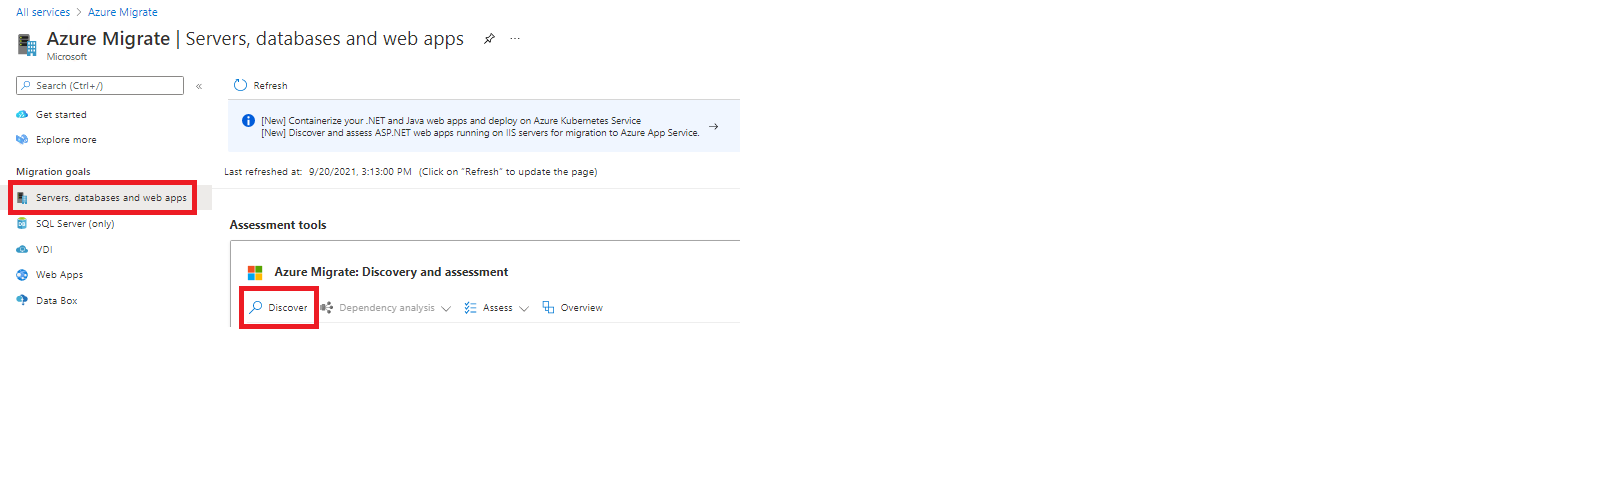 All services > Azure Migrate
Azure Migrate | Servers, databases and web apps ...
Microsoft
Search (Ctrl+/) «
Get started
Explore more
Migration goals
Servers, databases and web apps
SQL Server (only)
VDI
Web Apps
Data Box
Refresh
[New] Containerize your .NET and Java web apps and deploy on Azure Kubernetes Service
[New] Discover and assess ASP.NET web apps running on IIS servers for migration to Azure App Service. →
Last refreshed at: 9/20/2021, 3:13:00 PM (Click on "Refresh" to update the page)
Assessment tools
Azure Migrate: Discovery and assessment
Discover Dependency analysis Assess Overview